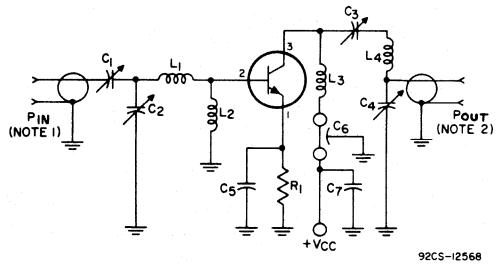 C1
C2
L1
L2
2
3
1
C3
L3
L4
C4
C6
C5
R1
C7
PIN
(NOTE 1)
POUT
(NOTE 2)
+VCC
92CS-12568